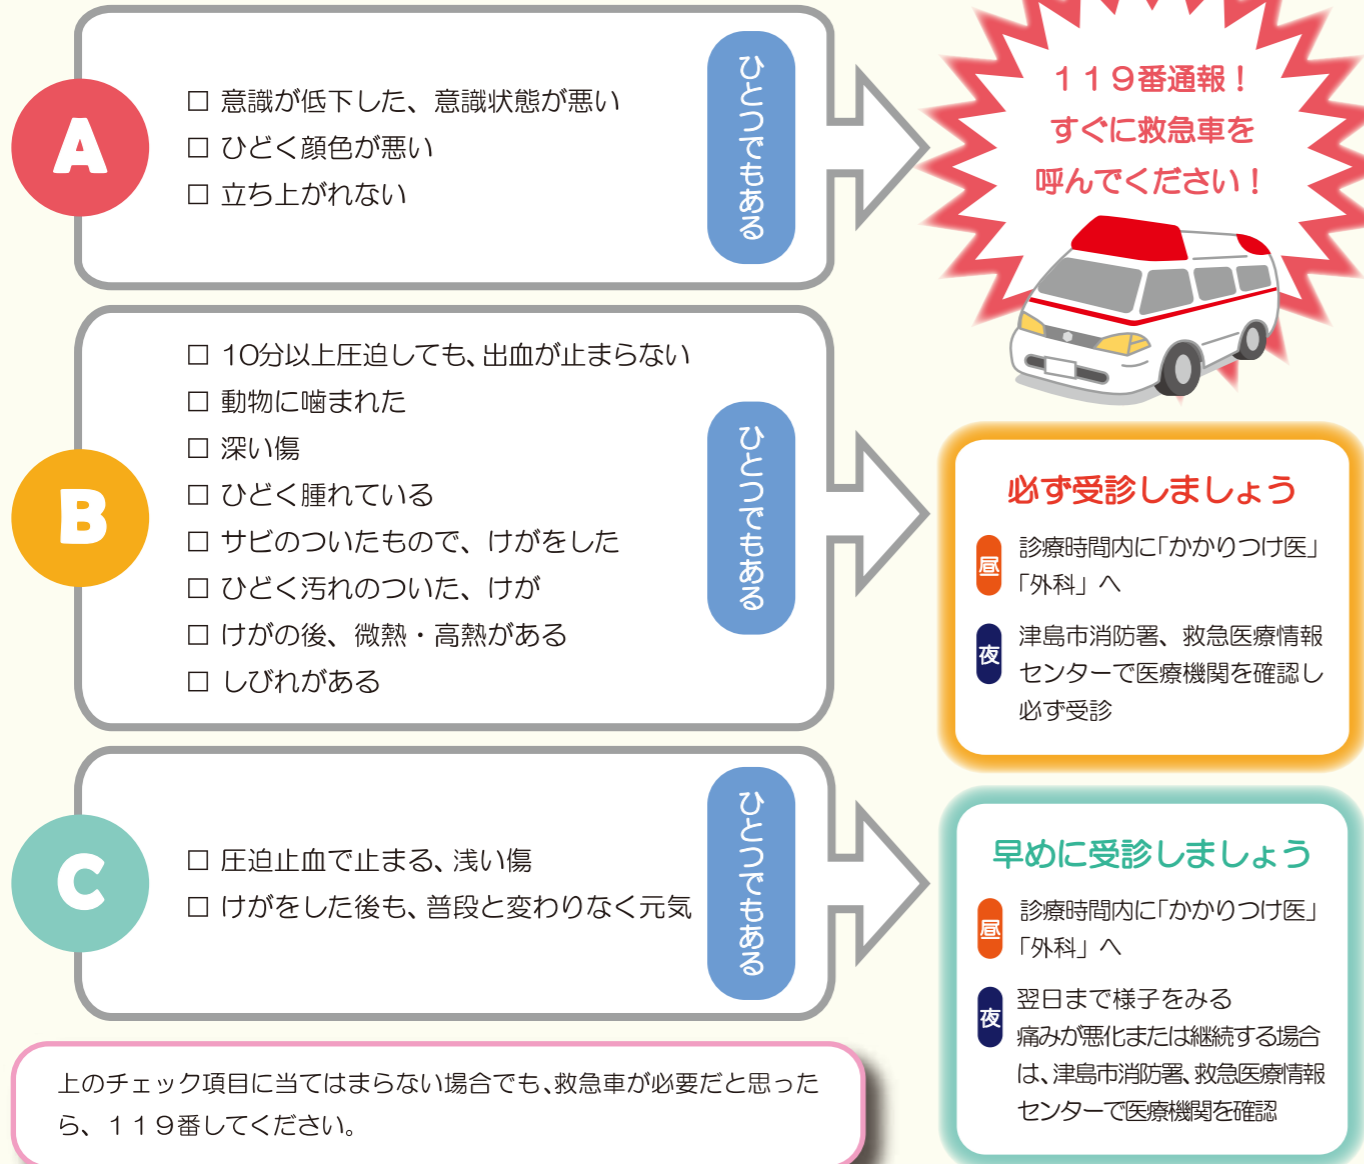 A
□ 意識が低下した、意識状態が悪い
□ ひどく顔色が悪い
□ 立ち上がれない
ひとつでもある
119番通報!
すぐに救急車を
呼んでください!
B
□ 10分以上圧迫しても、出血が止まらない
□ 動物に噛まれた
□ 深い傷
□ ひどく腫れている
□ サビのついたもので、けがをした
□ ひどく汚れのついた、けが
□ けがの後、微熱・高熱がある
□ しびれがある
ひとつでもある
必ず受診しましょう
昼 診療時間内に「かかりつけ医」
「外科」へ
夜 津島市消防署、救急医療情報
センターで医療機関を確認し
必ず受診
C
□ 圧迫止血で止まる、浅い傷
□ けがをした後も、普段と変わりなく元気
ひとつでもある
早めに受診しましょう
昼 診療時間内に「かかりつけ医」
「外科」へ
夜 翌日まで様子をみる
痛みが悪化または継続する場合
は、津島市消防署、救急医療情報
センターで医療機関を確認
上のチェック項目に当てはまらない場合でも、救急車が必要だと思った
ら、119番してください。